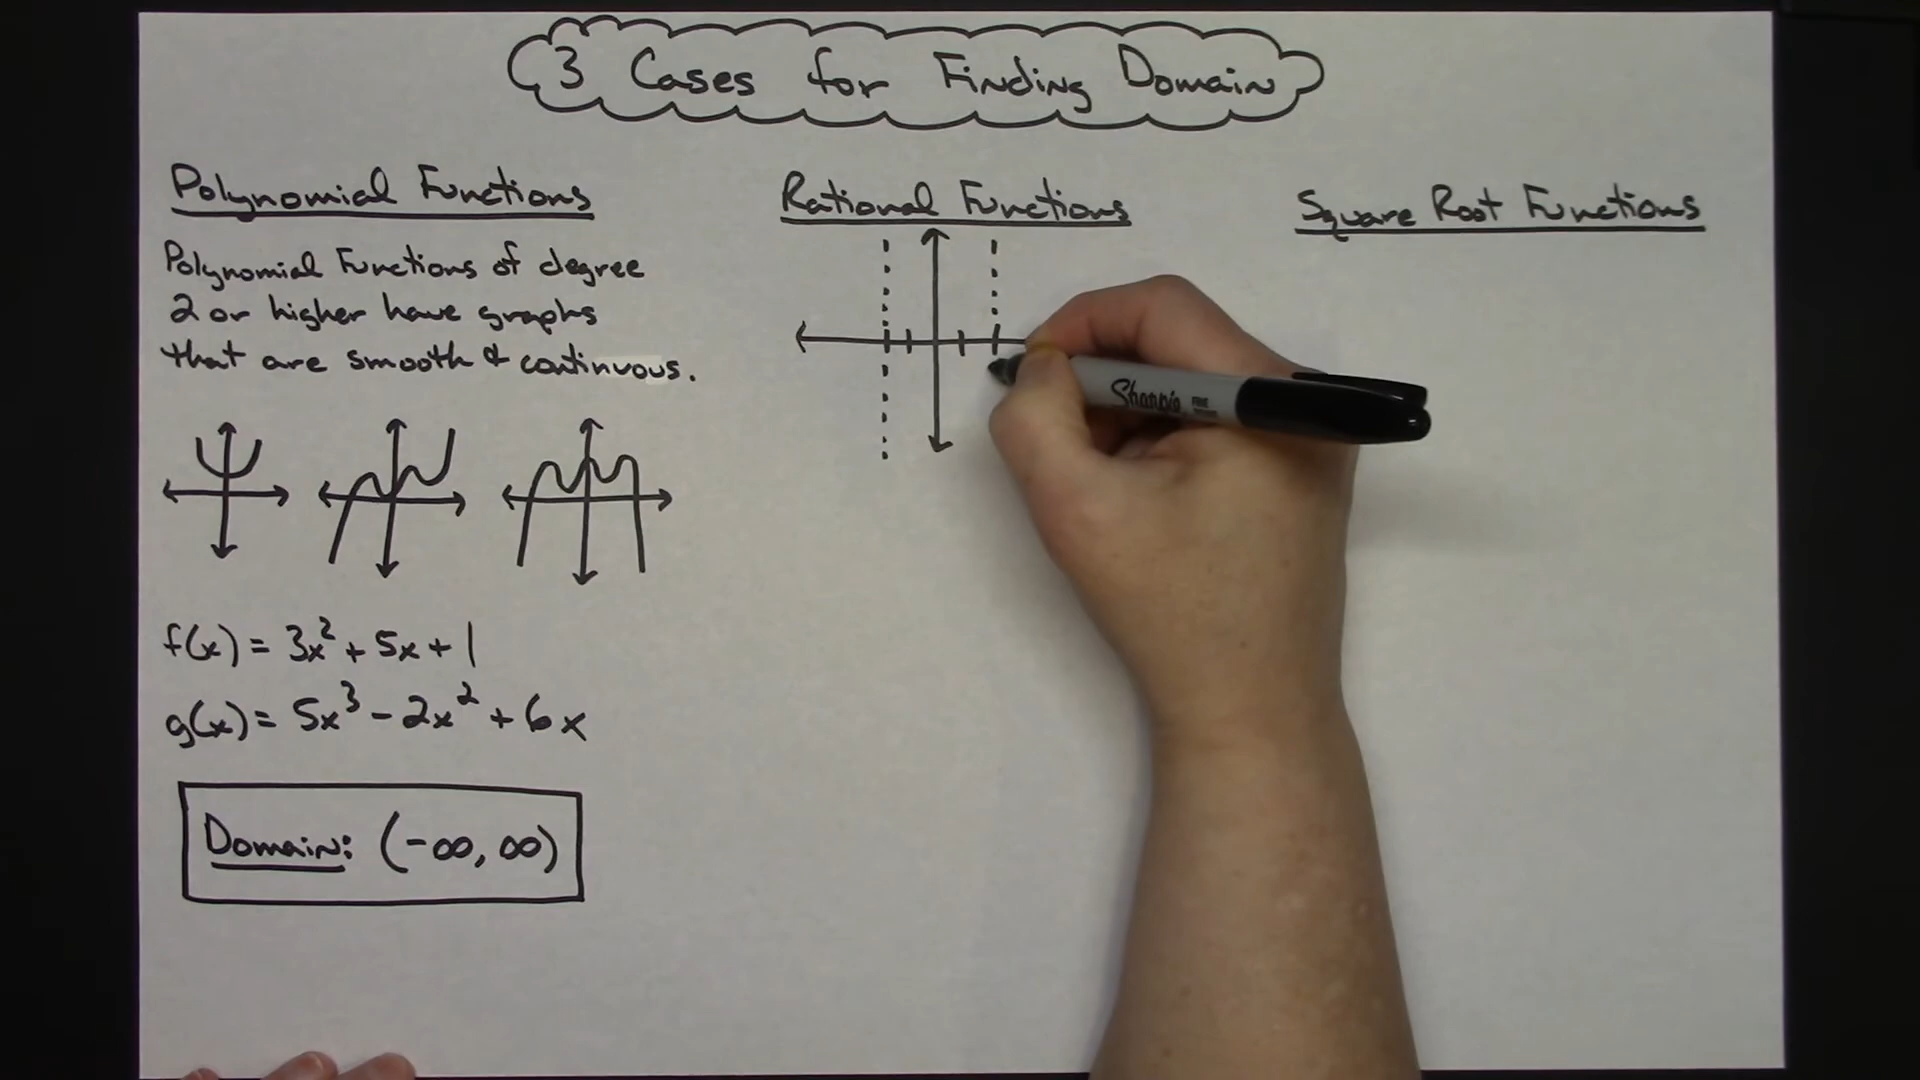 3 Cases for Finding Domain
Polynomial Functions
Polynomial Functions of degree
2 or higher have graphs
that are smooth & continuous.
f(x) = 3x² + 5x + 1
g(x) = 5x³ - 2x² + 6x
Domain: (-∞, ∞)
Rational Functions
Sharpie
Square Root Functions